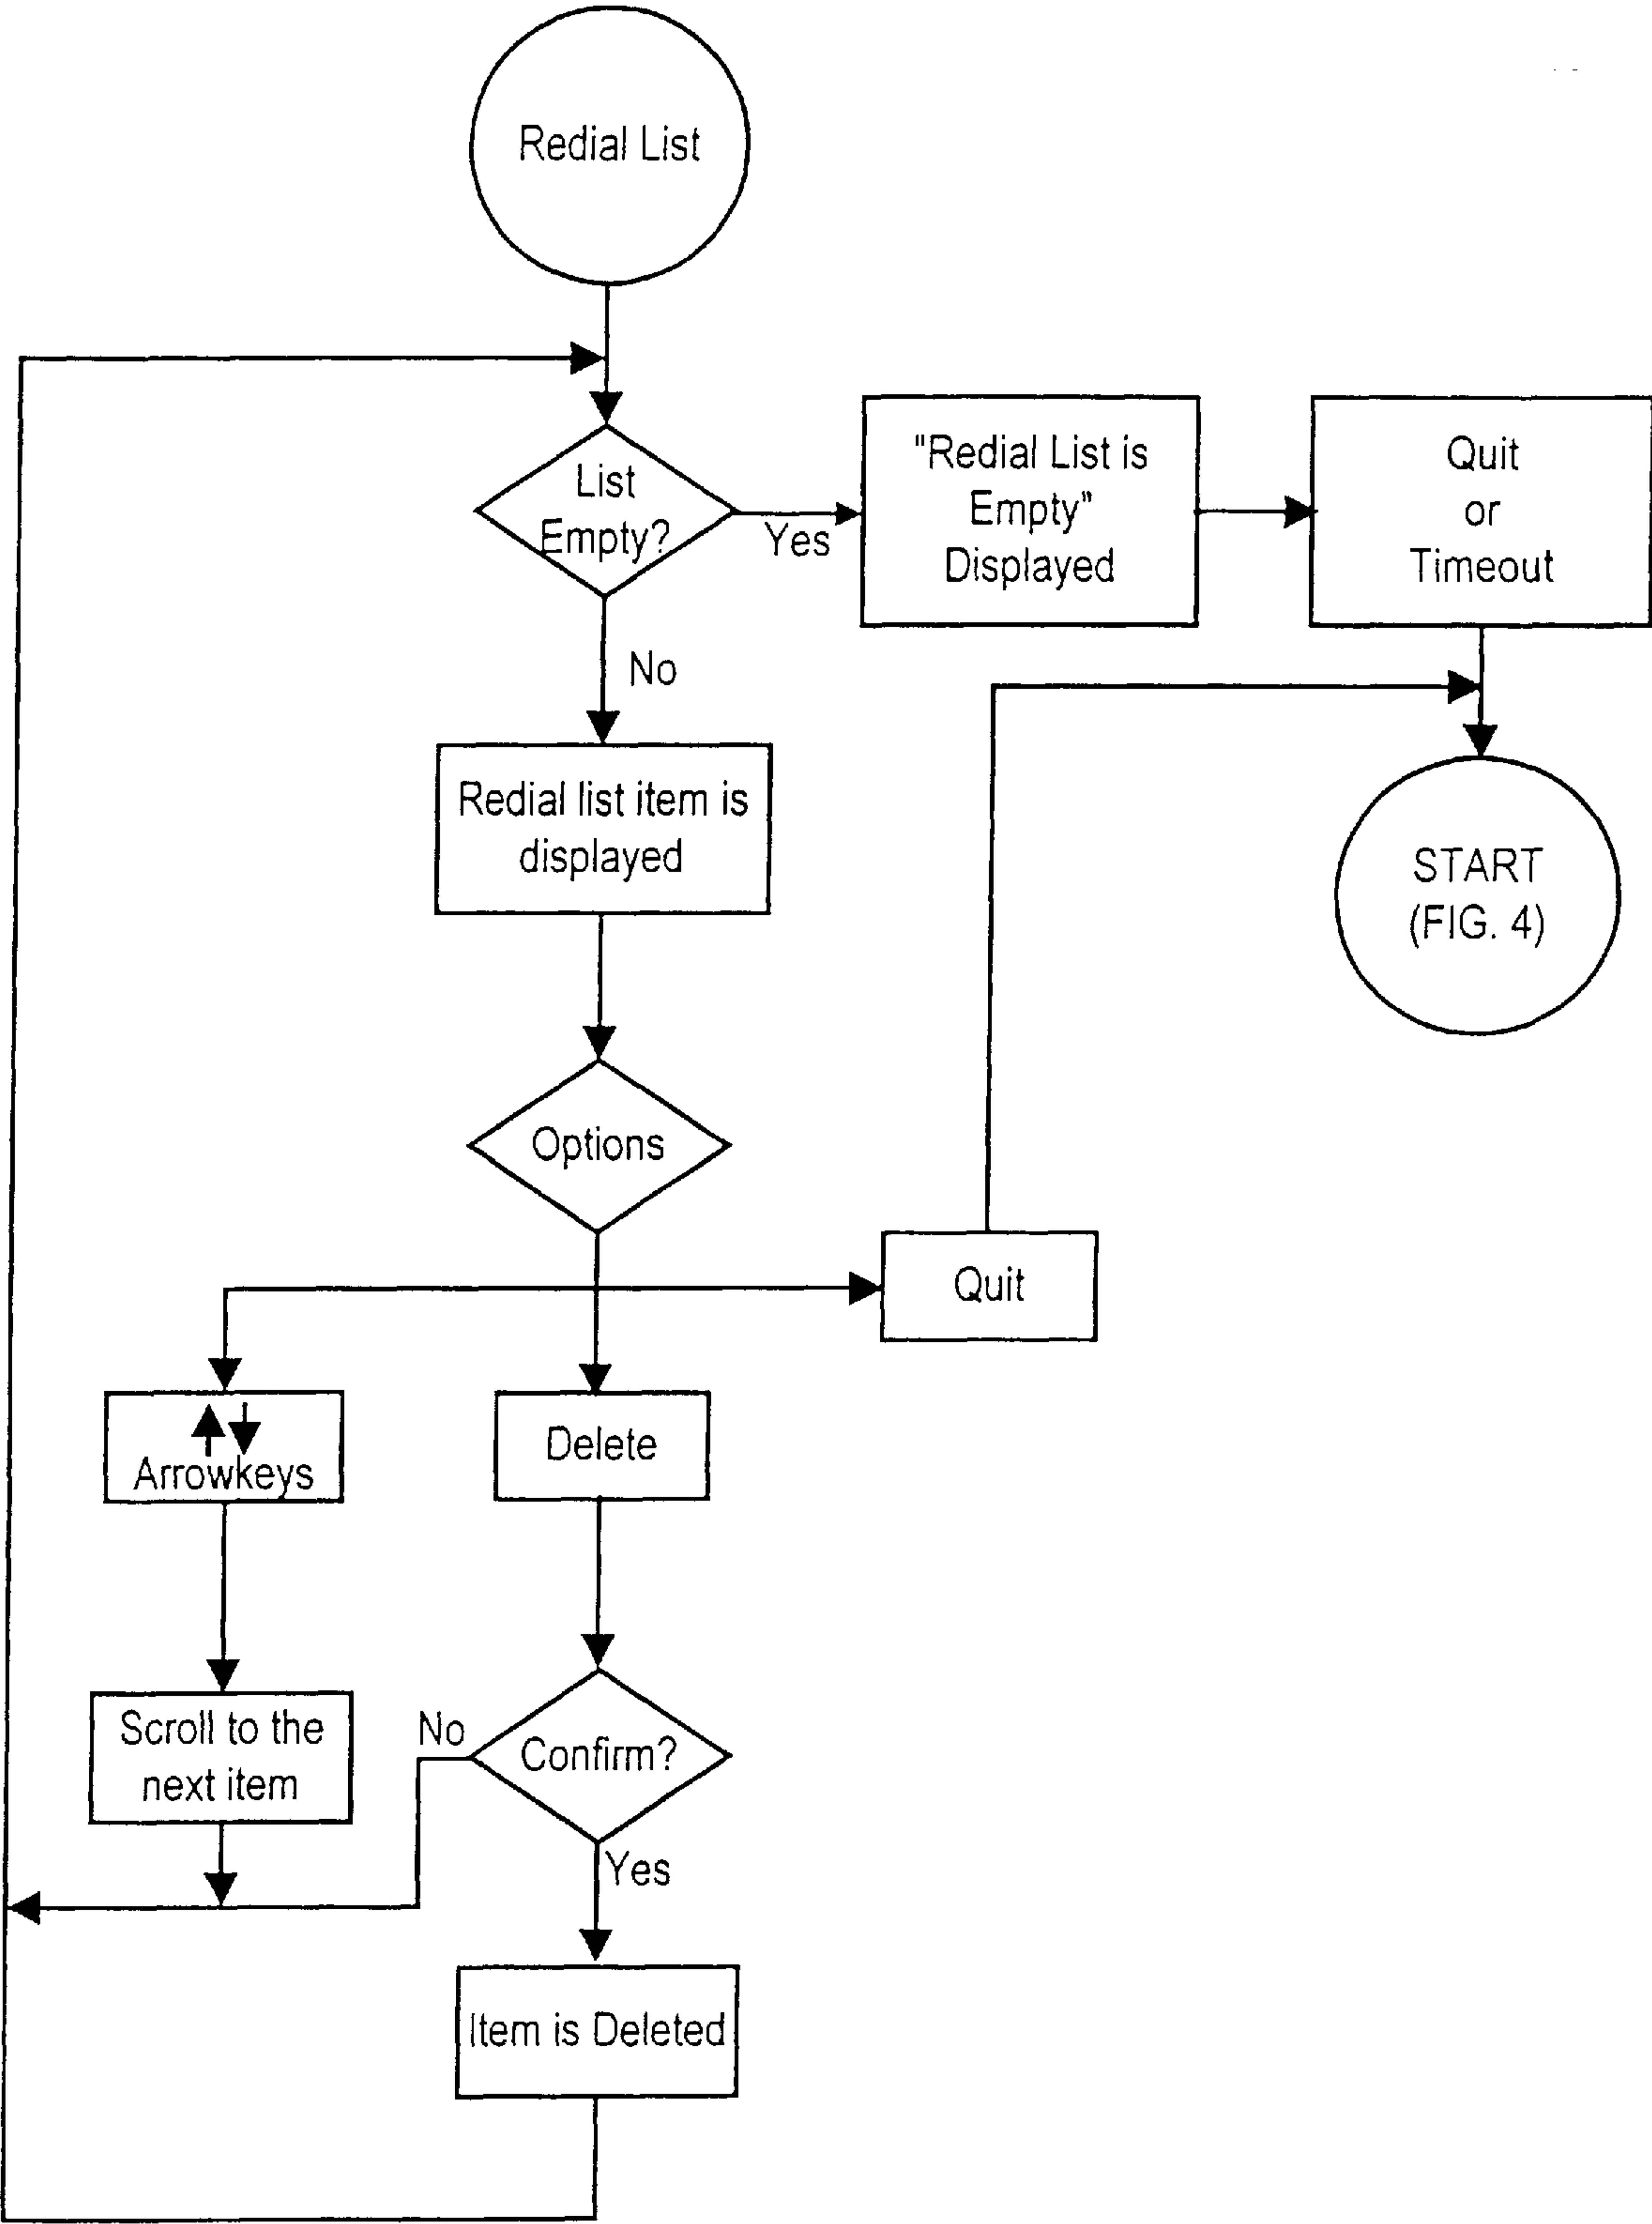 Redial List
List
Empty?
Yes
"Redial List is
Empty"
Displayed
Quit
or
Timeout
No
Redial list item is
displayed
START
(FIG. 4)
Options
Quit
Arrowkeys
Delete
Scroll to the
next item
No
Confirm?
Yes
Item is Deleted